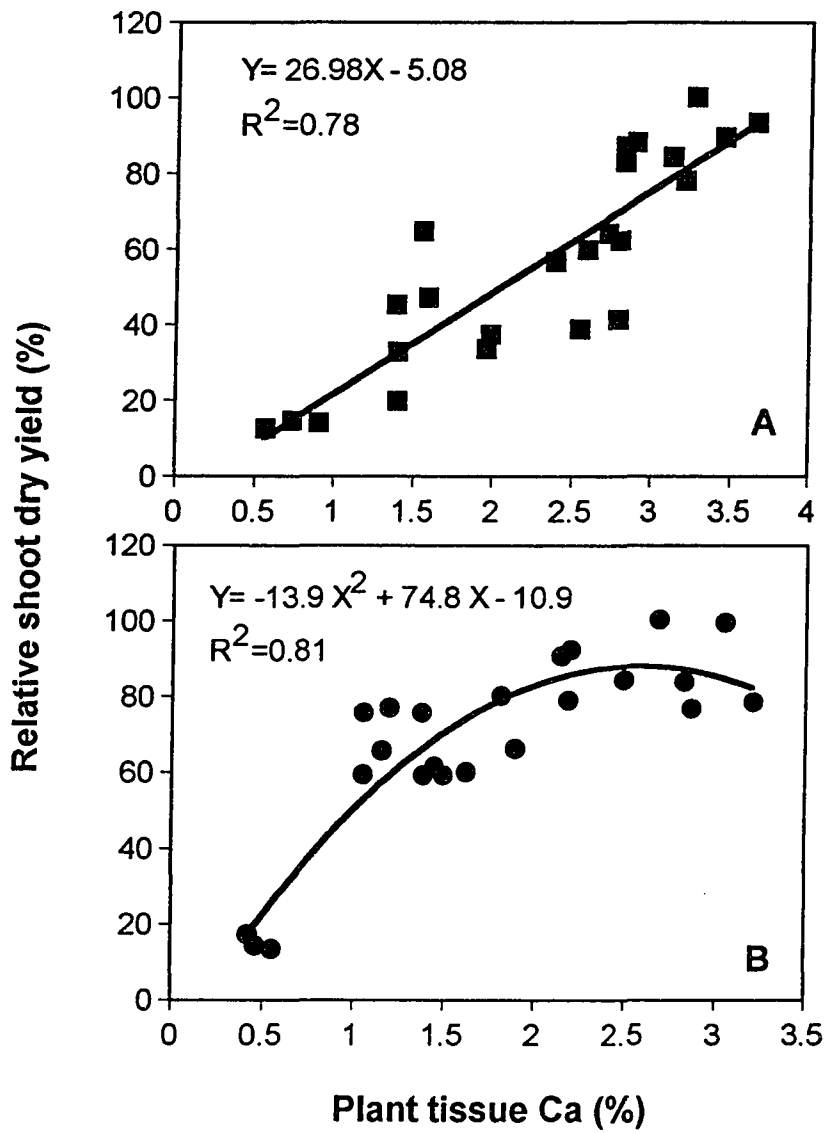 Relative shoot dry yield (%)
120
100
80
60
40
20
0
Y= 26.98X - 5.08
R²=0.78
A
0 0.5 1 1.5 2 2.5 3 3.5 4
120
100
80
60
40
20
0
Y= -13.9 X² + 74.8 X - 10.9
R²=0.81
B
0 0.5 1 1.5 2 2.5 3 3.5
Plant tissue Ca (%)